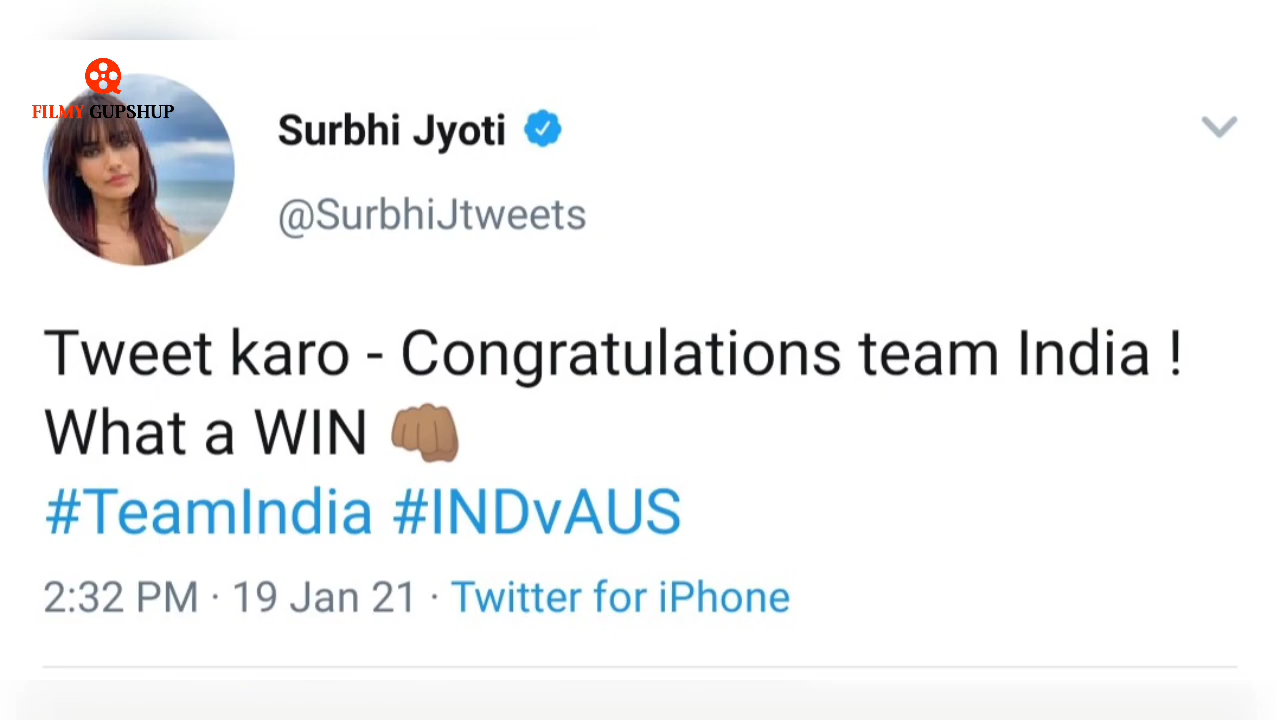 FILMY GUPSHUP
Surbhi Jyoti
@SurbhiJtweets
Tweet karo - Congratulations team India !
What a WIN 👊🏽
#TeamIndia #INDvAUS
2:32 PM · 19 Jan 21 · Twitter for iPhone